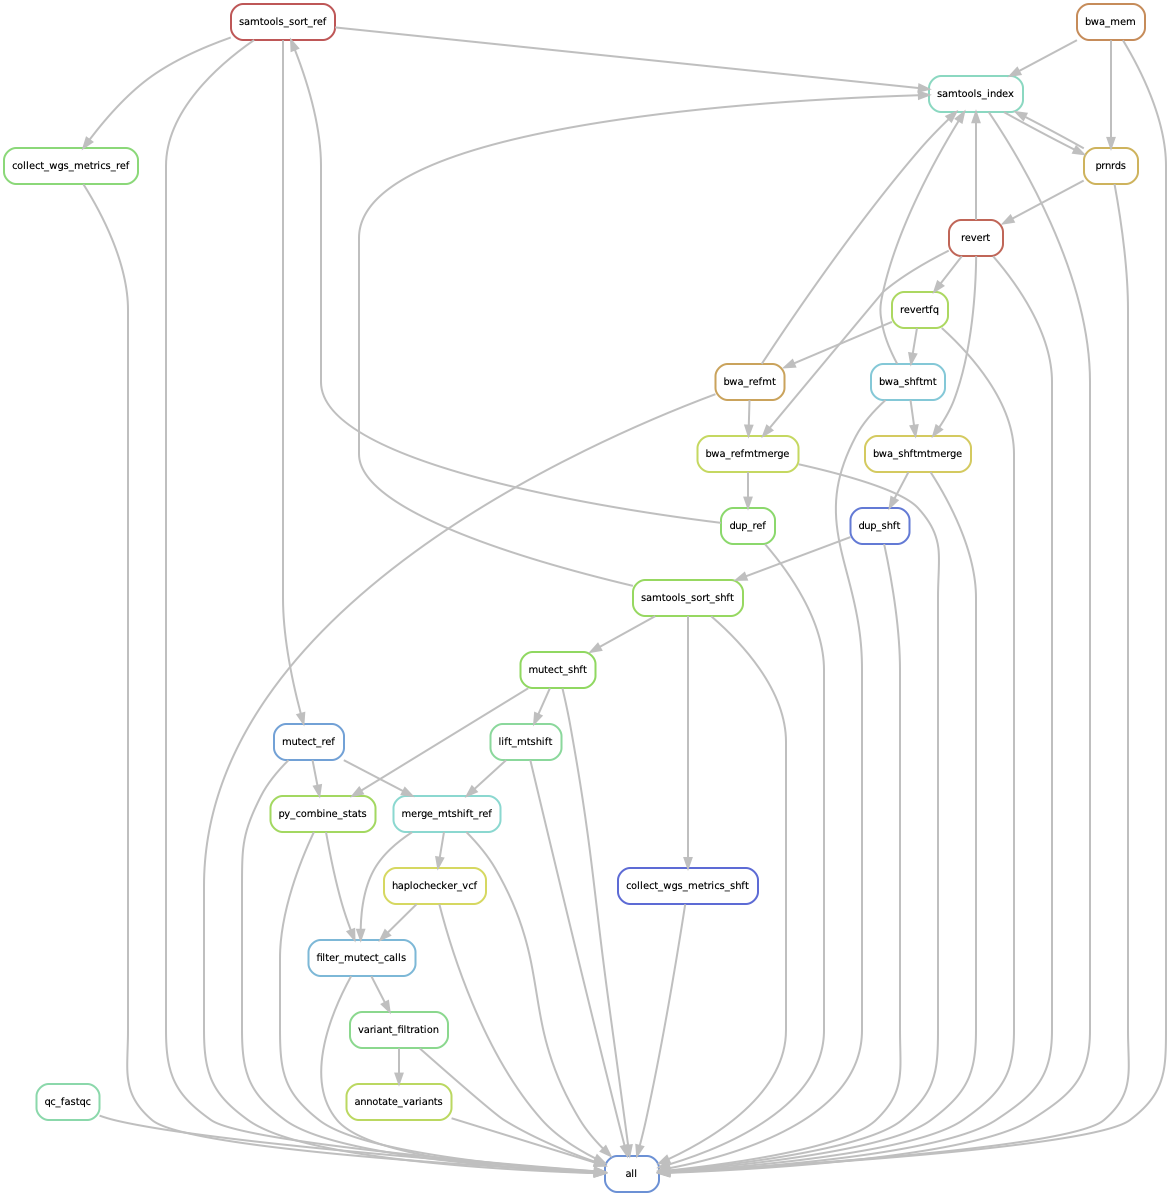 samtools_sort_ref
bwa_mem
samtools_index
collect_wgs_metrics_ref
prnrds
revert
revertfq
bwa_refmt
bwa_shftmt
bwa_refmtmerge
bwa_shftmtmerge
dup_ref
dup_shft
samtools_sort_shft
mutect_shft
mutect_ref
lift_mtshift
py_combine_stats
merge_mtshift_ref
haplochecker_vcf
collect_wgs_metrics_shft
filter_mutect_calls
variant_filtration
qc_fastqc
annotate_variants
all